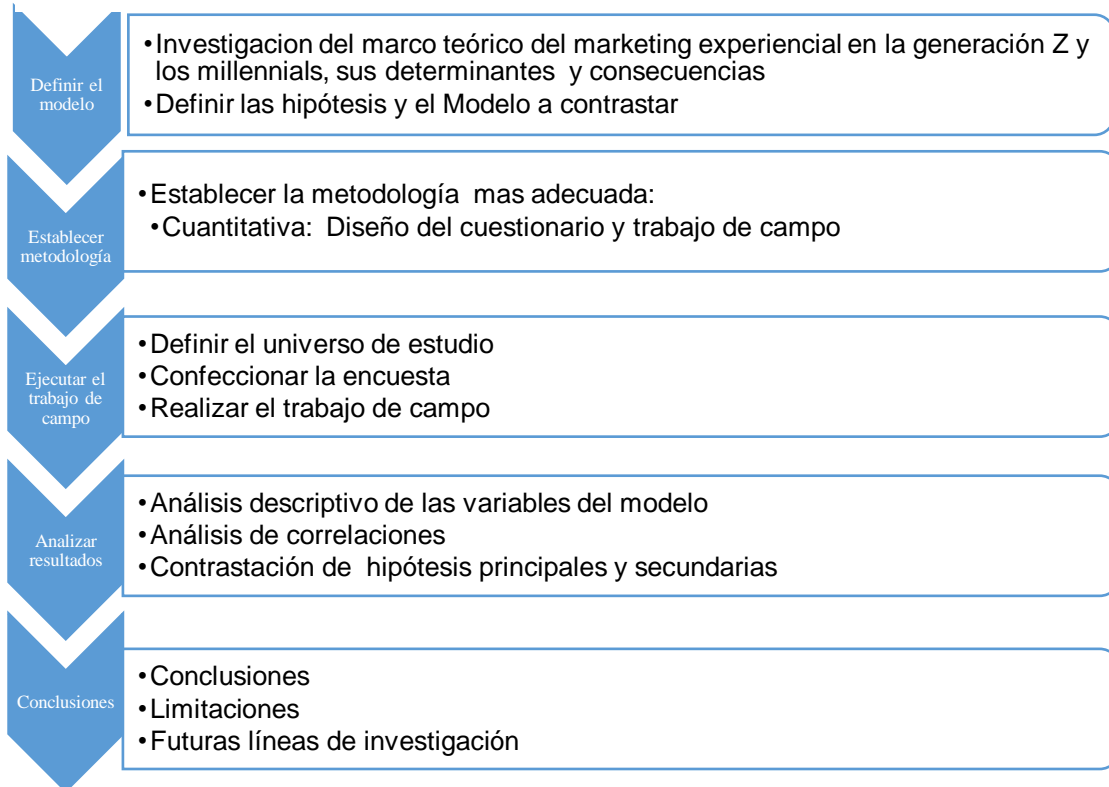 Definir el
modelo
•Investigacion del marco teórico del marketing experiencial en la generación Z y
los millennials, sus determinantes y consecuencias
•Definir las hipótesis y el Modelo a contrastar
Establecer
metodología
•Establecer la metodología mas adecuada:
•Cuantitativa: Diseño del cuestionario y trabajo de campo
Ejecutar el
trabajo de
campo
•Definir el universo de estudio
•Confeccionar la encuesta
•Realizar el trabajo de campo
Analizar
resultados
•Análisis descriptivo de las variables del modelo
•Análisis de correlaciones
•Contrastación de hipótesis principales y secundarias
Conclusiones
•Conclusiones
•Limitaciones
•Futuras líneas de investigación